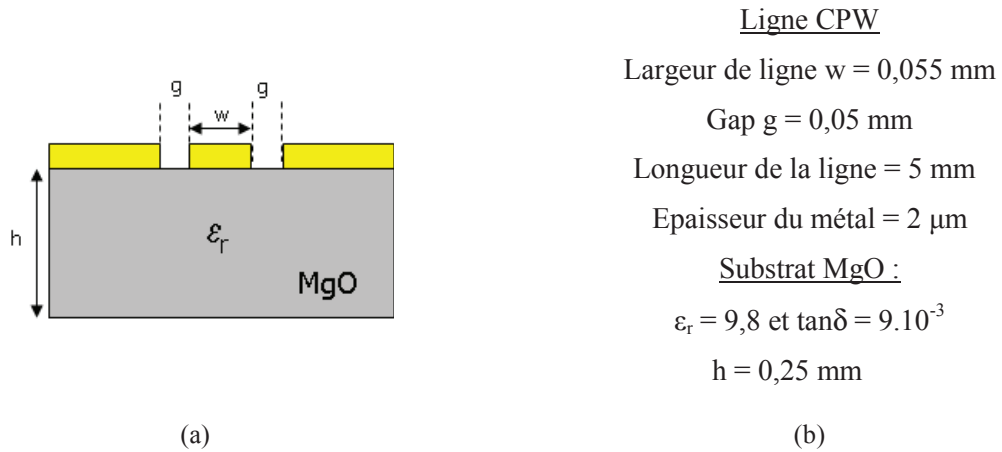 g g
w
h
εr
MgO
(a)
Ligne CPW
Largeur de ligne w = 0,055 mm
Gap g = 0,05 mm
Longueur de la ligne = 5 mm
Epaisseur du métal = 2 μm
Substrat MgO :
εr = 9,8 et tanδ = 9.10-3
h = 0,25 mm
(b)